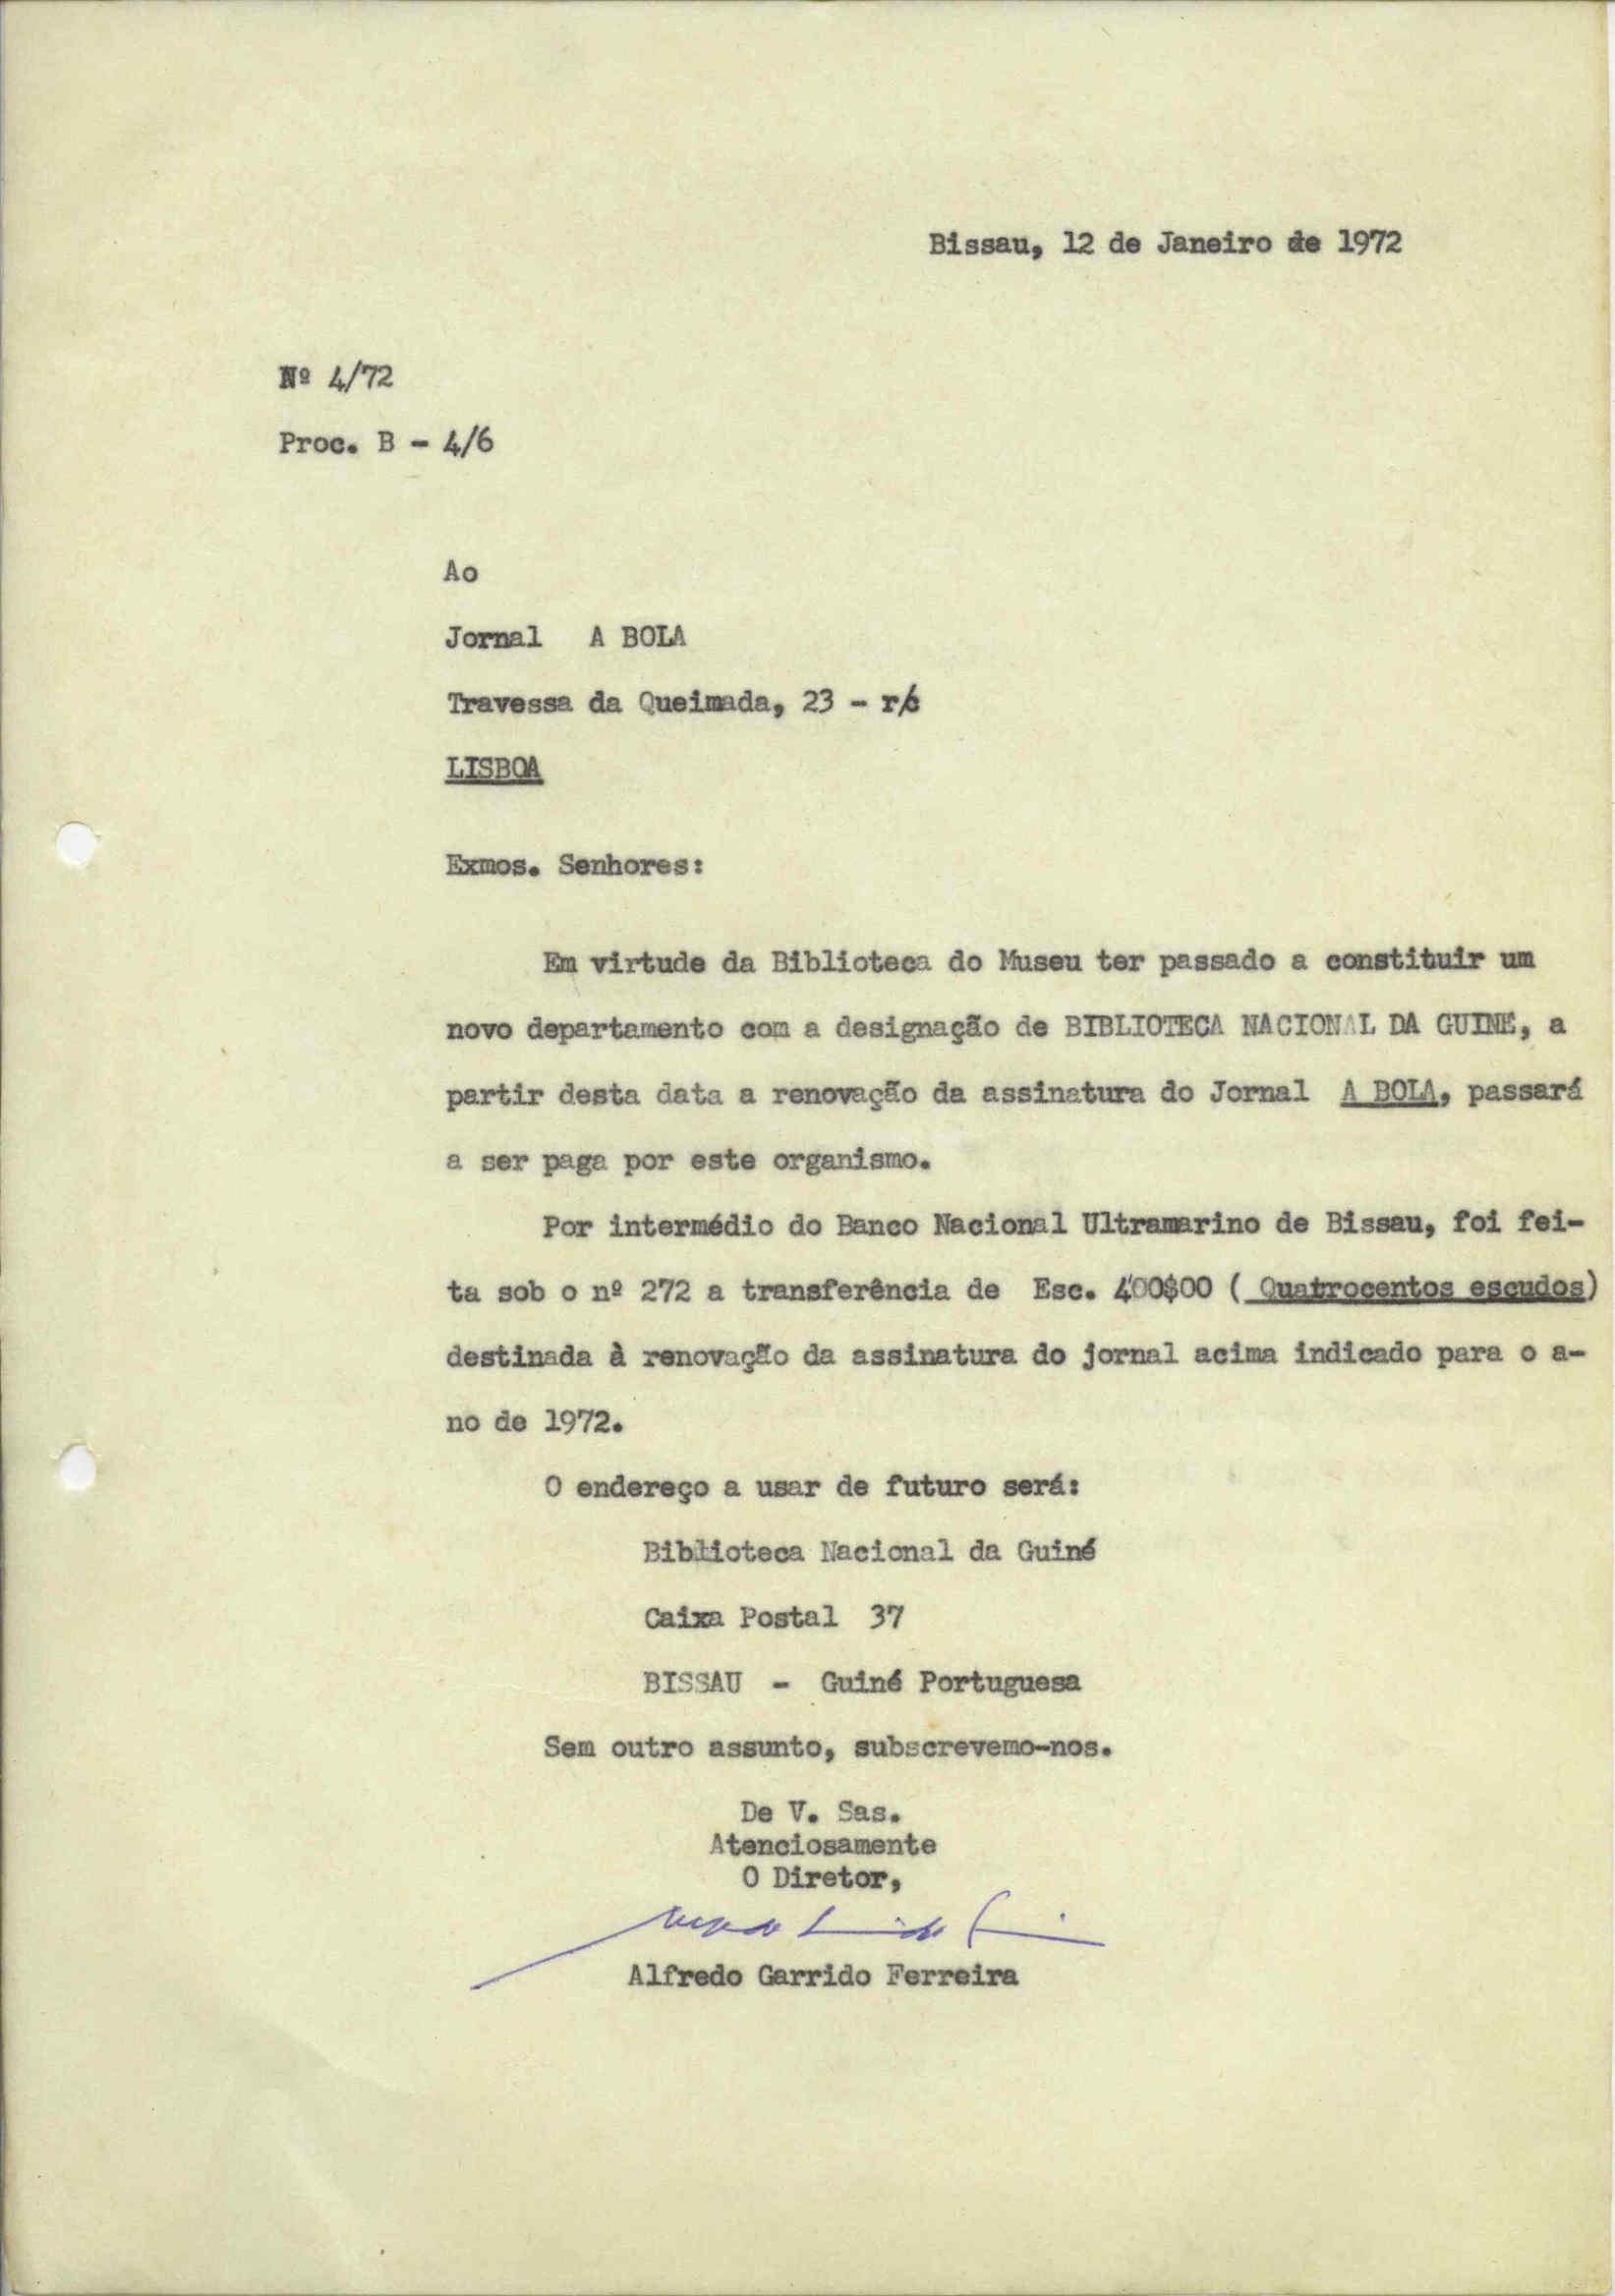 Bissau, 12 de Janeiro de 1972
Nº 4/72
Proc. B - 4/6
Ao
Jornal A BOLA
Travessa da Queimada, 23 - r/c
LISBOA
Exmos. Senhores:
Em virtude da Biblioteca do Museu ter passado a constituir um
novo departamento com a designação de BIBLIOTECA NACIONAL DA GUINE, a
partir desta data a renovação da assinatura do Jornal A BOLA, passará
a ser paga por este organismo.
Por intermédio do Banco Nacional Ultramarino de Bissau, foi fei-
ta sob o nº 272 a transferência de Esc. 400$00 ( Quatrocentos escudos)
destinada à renovação da assinatura do jornal acima indicado para o a-
no de 1972.
O endereço a usar de futuro será:
Biblioteca Nacional da Guiné
Caixa Postal 37
BISSAU - Guiné Portuguesa
Sem outro assunto, subscrevemo-nos.
De V. Sas.
Atenciosamente
O Diretor,
Alfredo Garrido Ferreira